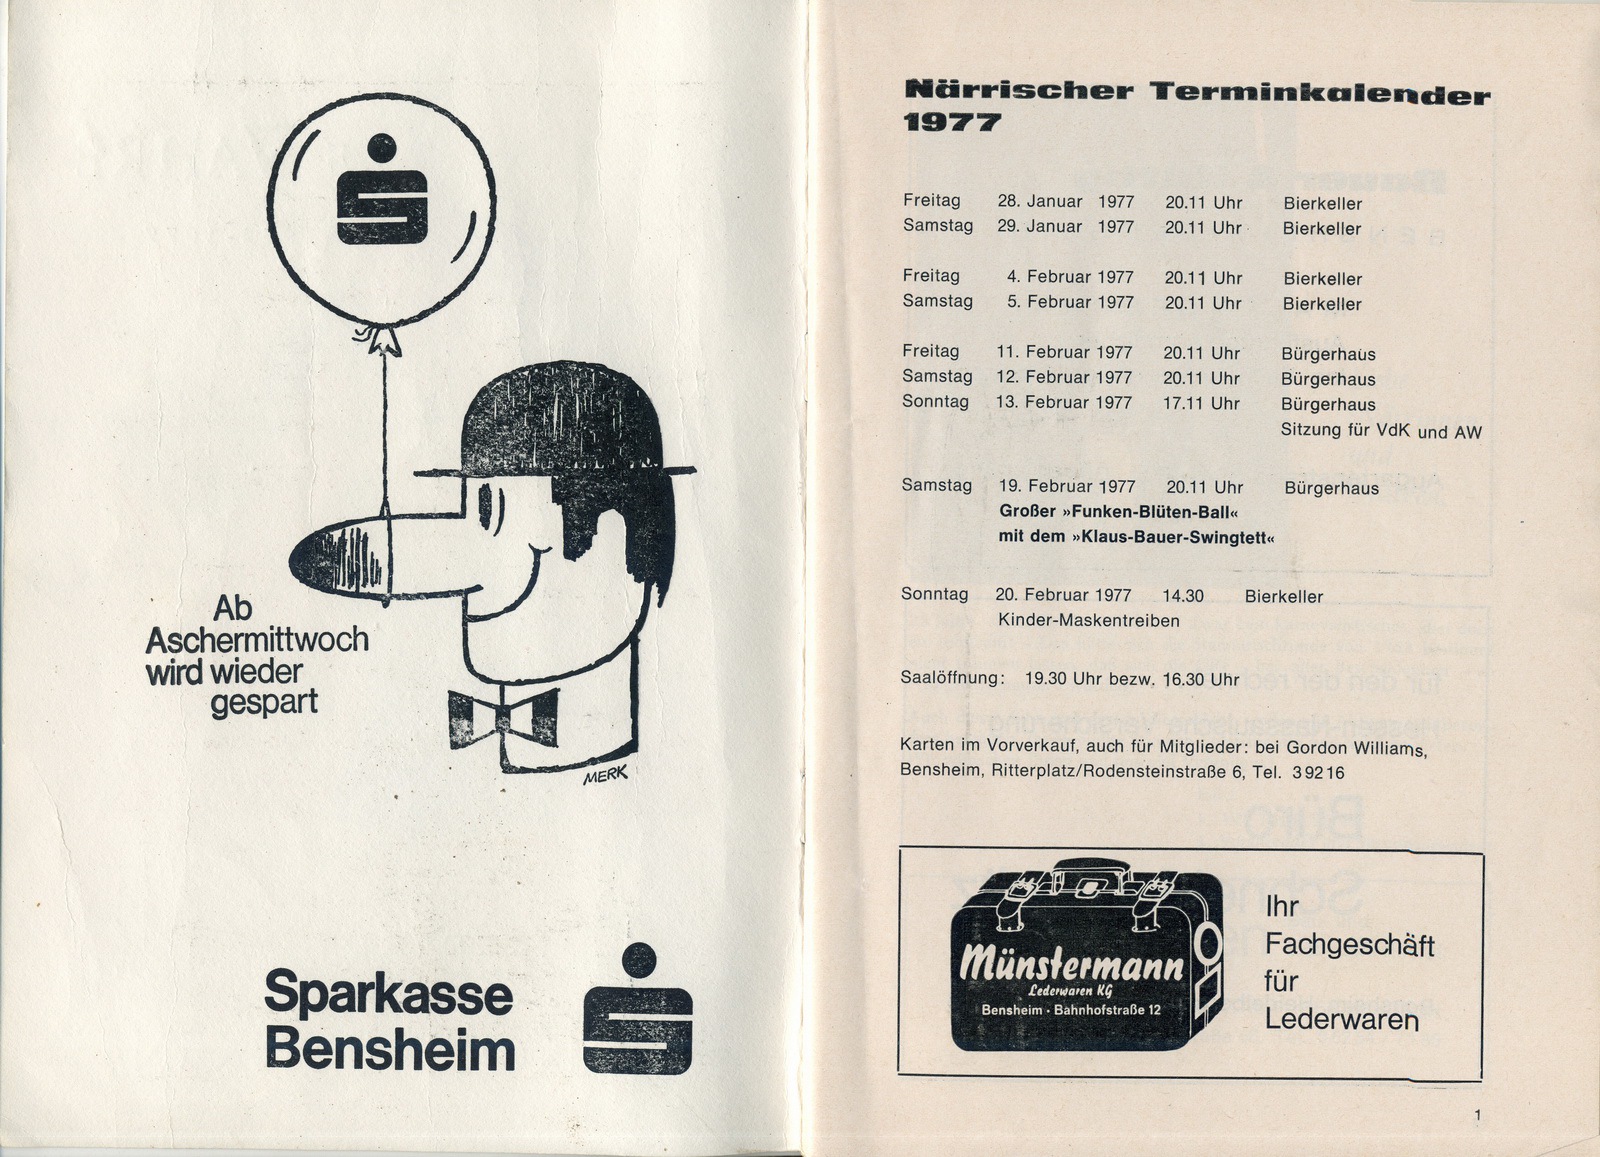 Ab
Aschermittwoch
wird wieder
gespart
MERK
Sparkasse
Bensheim
Närrischer Terminkalender
1977
Freitag 28. Januar 1977 20.11 Uhr Bierkeller
Samstag 29. Januar 1977 20.11 Uhr Bierkeller
Freitag 4. Februar 1977 20.11 Uhr Bierkeller
Samstag 5. Februar 1977 20.11 Uhr Bierkeller
Freitag 11. Februar 1977 20.11 Uhr Bürgerhaus
Samstag 12. Februar 1977 20.11 Uhr Bürgerhaus
Sonntag 13. Februar 1977 17.11 Uhr Bürgerhaus
Sitzung für VdK und AW
Samstag 19. Februar 1977 20.11 Uhr Bürgerhaus
Großer »Funken-Blüten-Ball«
mit dem »Klaus-Bauer-Swingtett«
Sonntag 20. Februar 1977 14.30 Bierkeller
Kinder-Maskentreiben
Saalöffnung: 19.30 Uhr bezw. 16.30 Uhr
Karten im Vorverkauf, auch für Mitglieder: bei Gordon Williams,
Bensheim, Ritterplatz/Rodensteinstraße 6, Tel. 39216
Münstermann
Lederwaren KG
Bensheim · Bahnhofstraße 12
Ihr
Fachgeschäft
für
Lederwaren
1